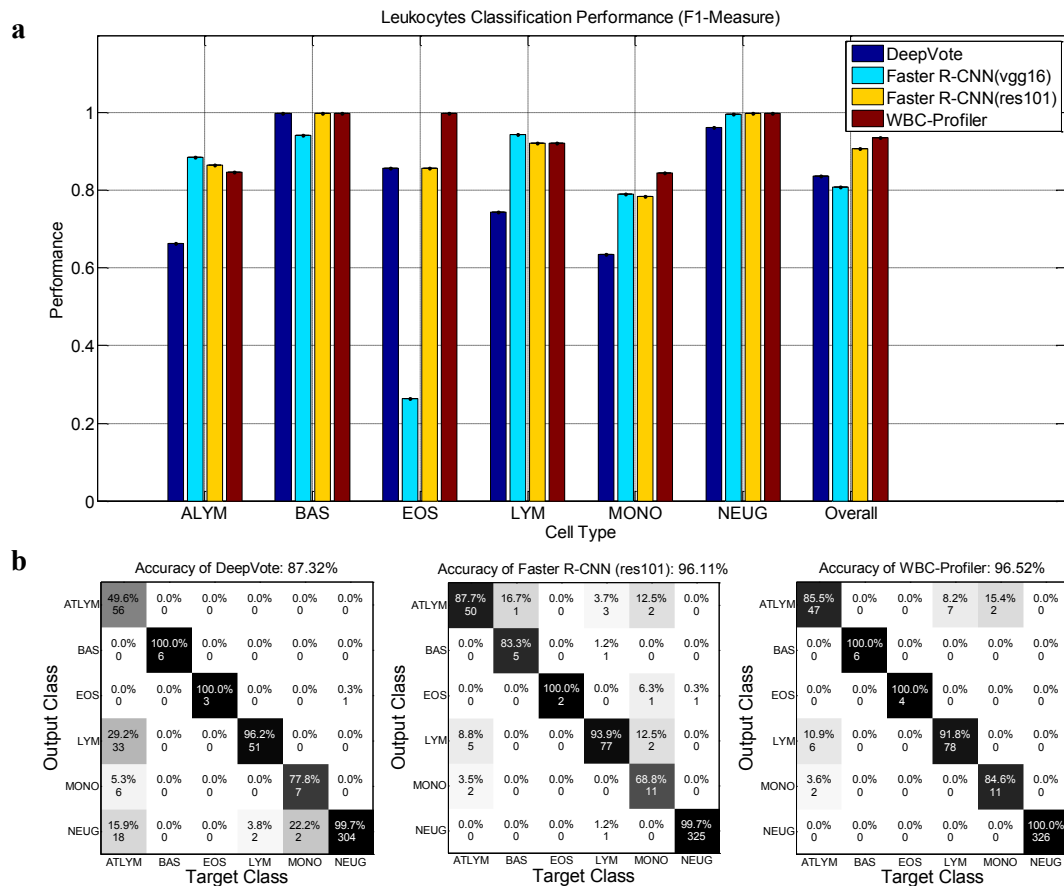 a
Leukocytes Classification Performance (F1-Measure)
DeepVote
Faster R-CNN(vgg16)
Faster R-CNN(res101)
WBC-Profiler
Performance
1
0.8
0.6
0.4
0.2
0
ALYM BAS EOS LYM MONO NEUG Overall
Cell Type
b
Accuracy of DeepVote: 87.32%
Output Class
ATLYM 49.6% 0.0% 0.0% 0.0% 0.0% 0.0%
56 0 0 0 0 0
BAS 0.0% 100.0% 0.0% 0.0% 0.0% 0.0%
0 6 0 0 0 0
EOS 0.0% 0.0% 100.0% 0.0% 0.0% 0.3%
0 0 3 0 0 1
LYM 29.2% 0.0% 0.0% 96.2% 0.0% 0.0%
33 0 0 51 0 0
MONO 5.3% 0.0% 0.0% 0.0% 77.8% 0.0%
6 0 0 0 7 0
NEUG 15.9% 0.0% 0.0% 3.8% 22.2% 99.7%
18 0 0 2 2 304
ATLYM BAS EOS LYM MONO NEUG
Target Class
Accuracy of Faster R-CNN (res101): 96.11%
Output Class
ATLYM 87.7% 16.7% 0.0% 3.7% 12.5% 0.0%
50 1 0 3 2 0
BAS 0.0% 83.3% 0.0% 1.2% 0.0% 0.0%
0 5 0 1 0 0
EOS 0.0% 0.0% 100.0% 0.0% 6.3% 0.3%
0 0 2 0 1 1
LYM 8.8% 0.0% 0.0% 93.9% 12.5% 0.0%
5 0 0 77 2 0
MONO 3.5% 0.0% 0.0% 0.0% 68.8% 0.0%
2 0 0 0 11 0
NEUG 0.0% 0.0% 0.0% 1.2% 0.0% 99.7%
0 0 0 1 0 325
ATLYM BAS EOS LYM MONO NEUG
Target Class
Accuracy of WBC-Profiler: 96.52%
Output Class
ATLYM 85.5% 0.0% 0.0% 8.2% 15.4% 0.0%
47 0 0 7 2 0
BAS 0.0% 100.0% 0.0% 0.0% 0.0% 0.0%
0 6 0 0 0 0
EOS 0.0% 0.0% 100.0% 0.0% 0.0% 0.0%
0 0 4 0 0 0
LYM 10.9% 0.0% 0.0% 91.8% 0.0% 0.0%
6 0 0 78 0 0
MONO 3.6% 0.0% 0.0% 0.0% 84.6% 0.0%
2 0 0 0 11 0
NEUG 0.0% 0.0% 0.0% 0.0% 0.0% 100.0%
0 0 0 0 0 326
ATLYM BAS EOS LYM MONO NEUG
Target Class